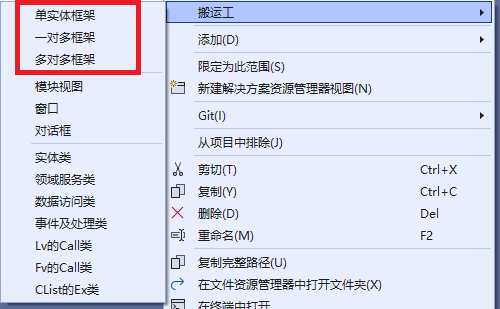 单实体框架
一对多框架
多对多框架
模块视图
窗口
对话框
实体类
领域服务类
数据访问类
事件及处理类
Lv的Call类
Fv的Call类
CList的Ex类
搬运工
添加(D)
限定为此范围(S)
新建解决方案资源管理器视图(N)
Git(I)
从项目中排除(J)
剪切(T) Ctrl+X
复制(Y) Ctrl+C
删除(D) Del
重命名(M) F2
复制完整路径(U)
在文件资源管理器中打开文件夹(X)
在终端中打开